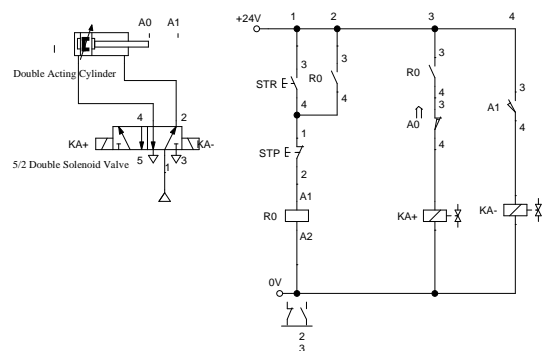 A0 A1
Double Acting Cylinder
4 2
KA+ KA-
5 3
5/2 Double Solenoid Valve
1
1 2 3 4
+24V
3 3 3 3
STR R0 R0 A1
4 4 4 4
3
A0
4
1
STP
2
A1
R0 KA+ KA-
A2
0V
2
3